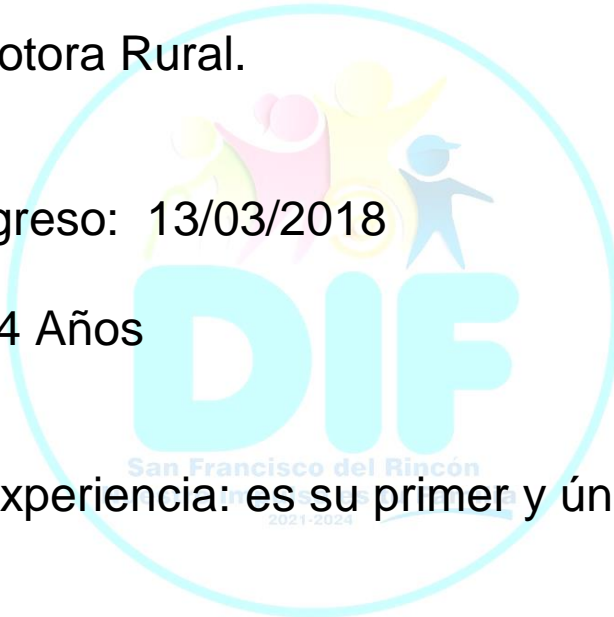 otora Rural.
greso: 13/03/2018
4 Años
DIF
San Francisco del Rincón
xperiencia: es su primer y ún
2021-2024